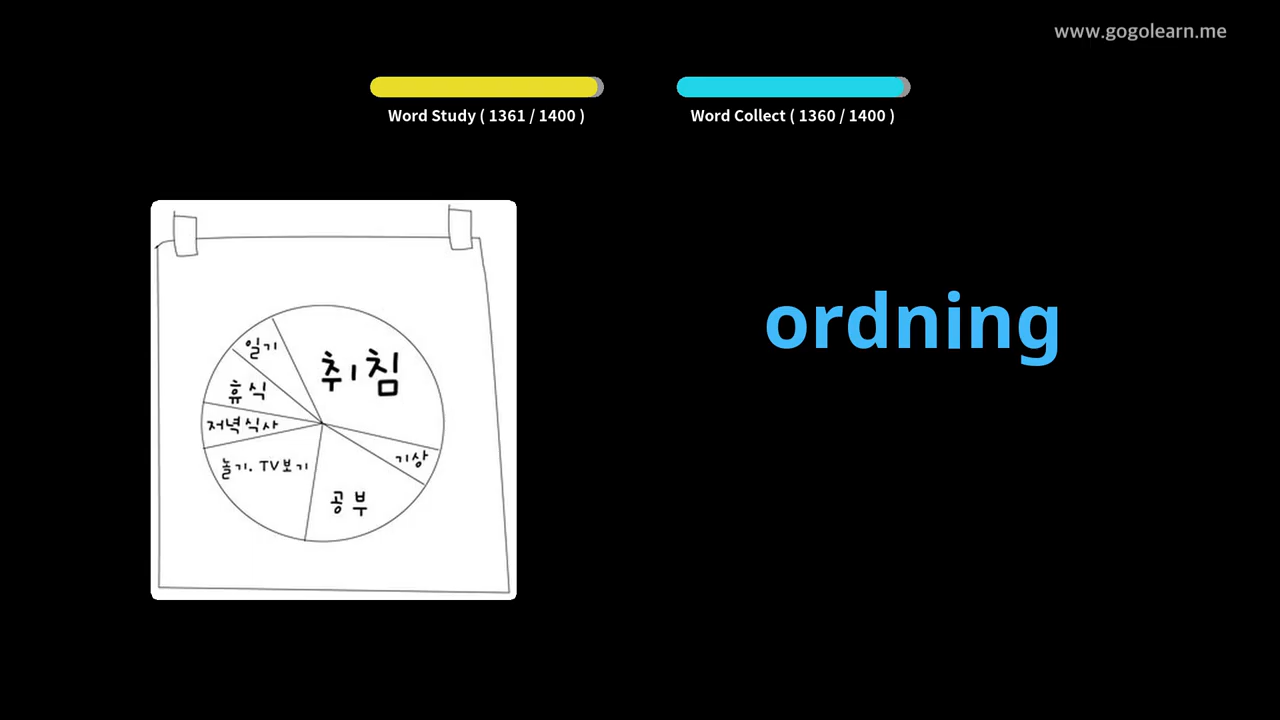 www.gogolearn.me
Word Study ( 1361 / 1400 )
Word Collect ( 1360 / 1400 )
일기
취침
휴식
저녁식사
기상
놀기. TV보기
공부
ordning